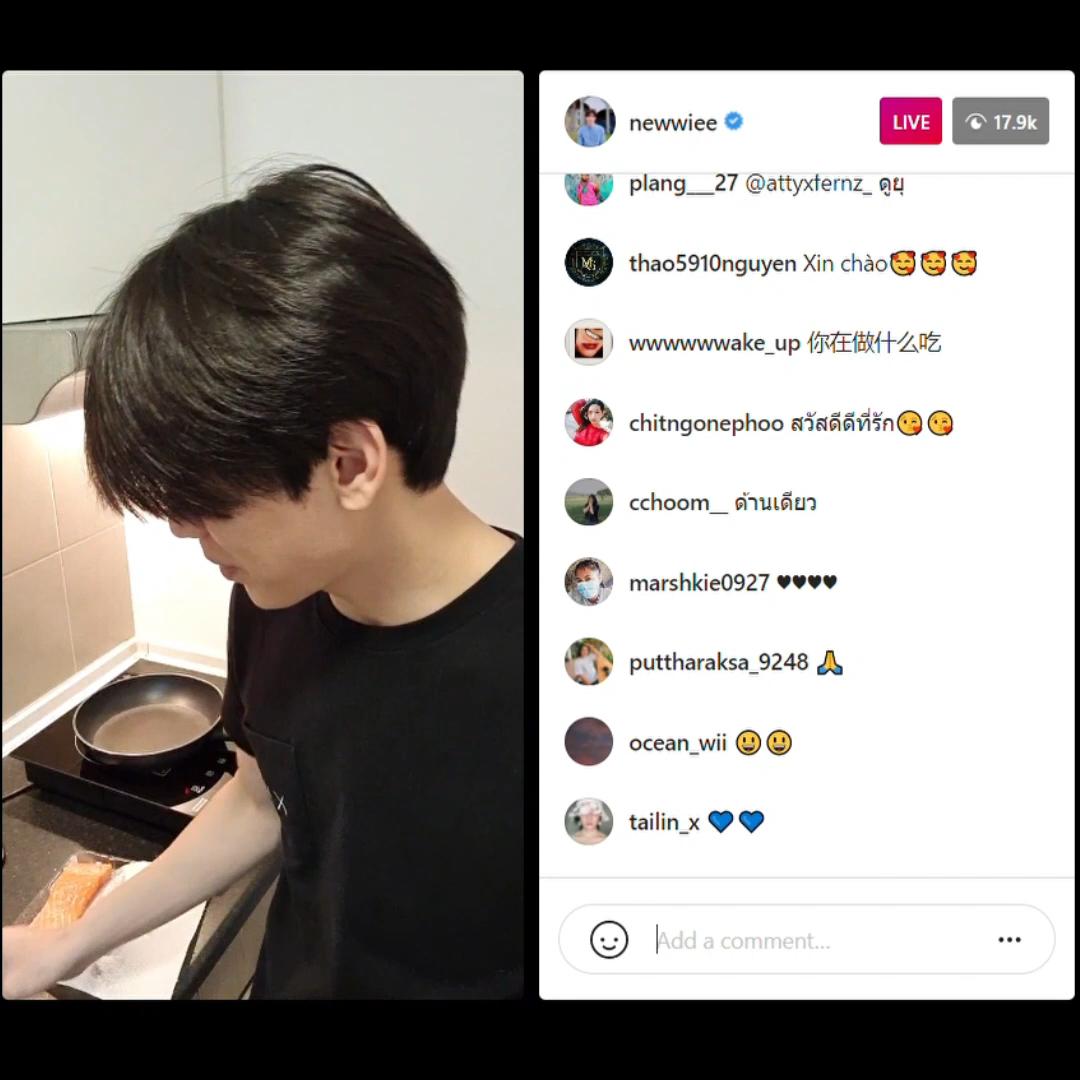 newwiee
LIVE
17.9k
plang___27 @attyxfernz_ ดูยุ
thao5910nguyen Xin chào🥰🥰🥰
wwwwwwake_up 你在做什么吃
chitngonephoo สวัสดีดีที่รัก😘😘
cchoom__ ด้านเดียว
marshkie0927 ♥♥♥♥
puttharaksa_9248 🙏
ocean_wii 😃😃
tailin_x 💙💙
Add a comment...